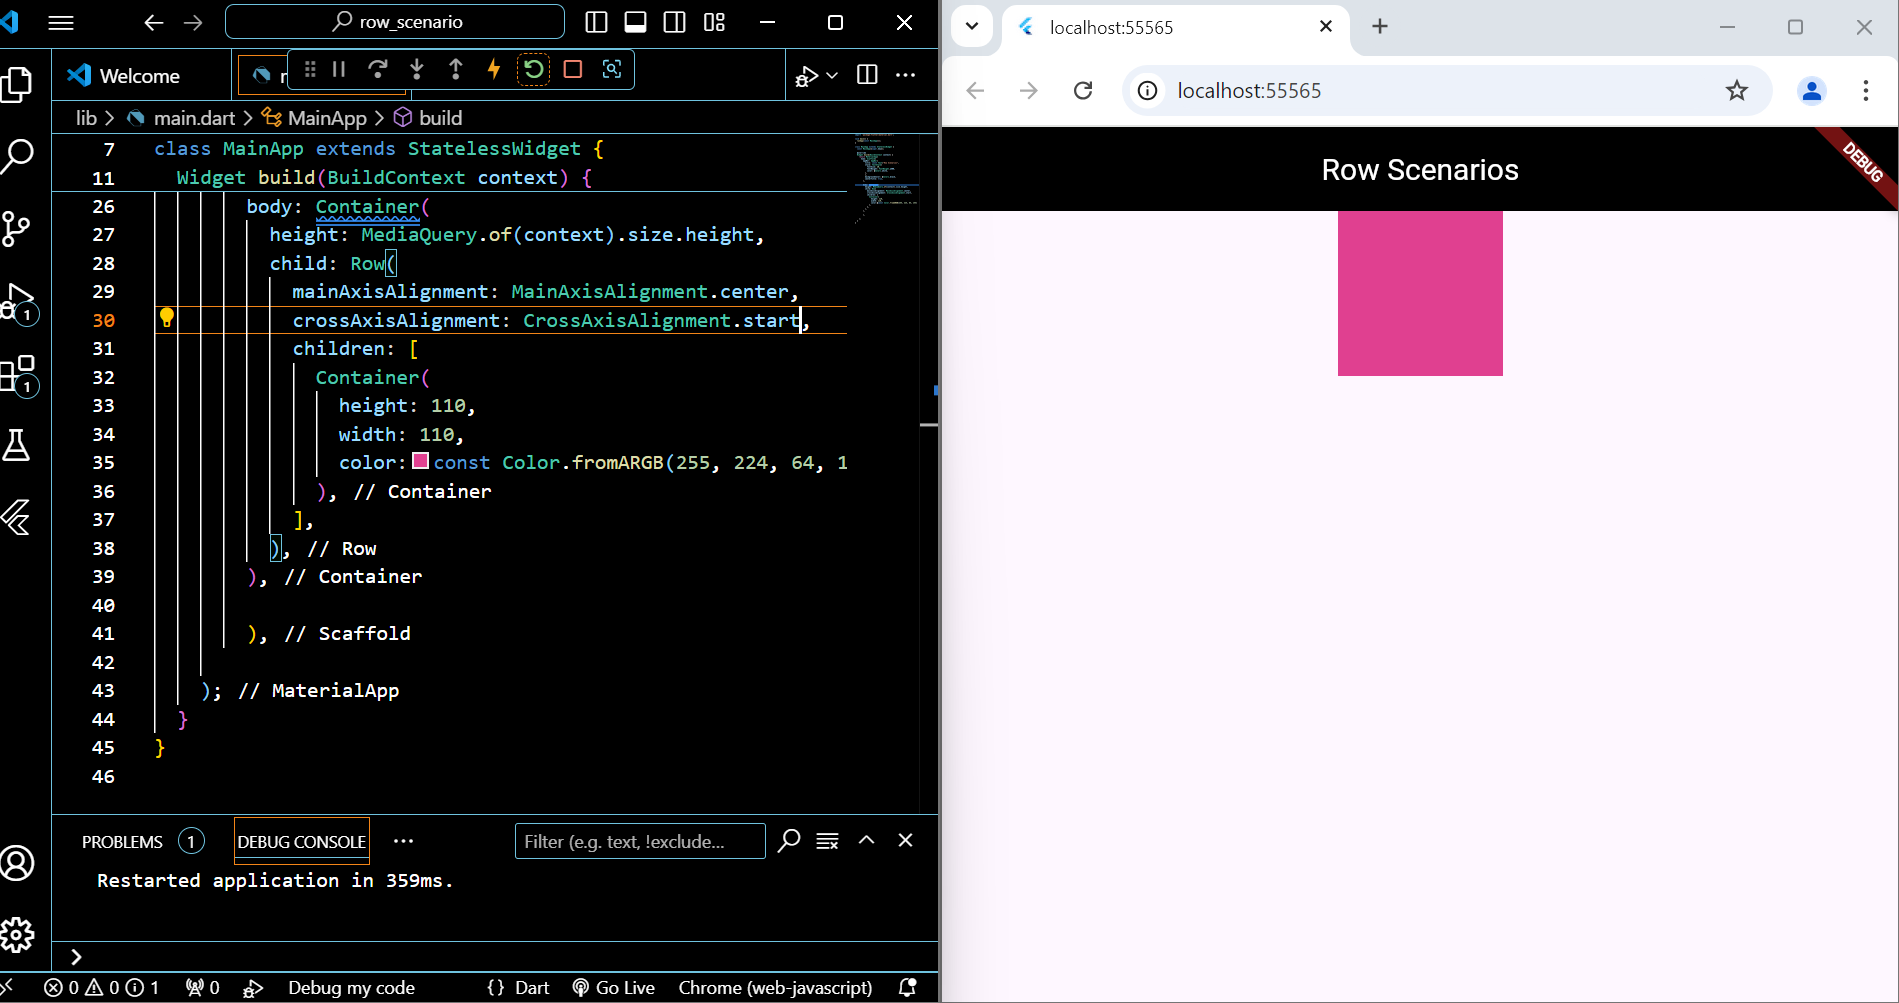 row_scenario
Welcome
lib > main.dart > MainApp > build
7 class MainApp extends StatelessWidget {
11 Widget build(BuildContext context) {
26 body: Container(
27 height: MediaQuery.of(context).size.height,
28 child: Row(
29 mainAxisAlignment: MainAxisAlignment.center,
30 crossAxisAlignment: CrossAxisAlignment.start,
31 children: [
32 Container(
33 height: 110,
34 width: 110,
35 color: const Color.fromARGB(255, 224, 64, 1
36 ), // Container
37 ],
38 ), // Row
39 ), // Container
40
41 ), // Scaffold
42
43 ); // MaterialApp
44 }
45 }
46
1
1
PROBLEMS 1 DEBUG CONSOLE ... Filter (e.g. text, !exclude...
Restarted application in 359ms.
>
0 0 1 0 Debug my code {} Dart Go Live Chrome (web-javascript)
localhost:55565
localhost:55565
Row Scenarios
DEBUG